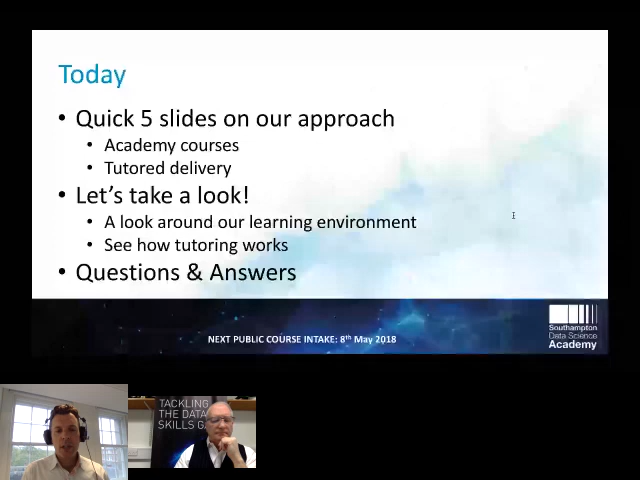 Today
• Quick 5 slides on our approach
• Academy courses
• Tutored delivery
• Let's take a look!
• A look around our learning environment
• See how tutoring works
• Questions & Answers
NEXT PUBLIC COURSE INTAKE: 8th May 2018
Southampton
Data Science
Academy
TACKLING
THE DATA
SKILLS G